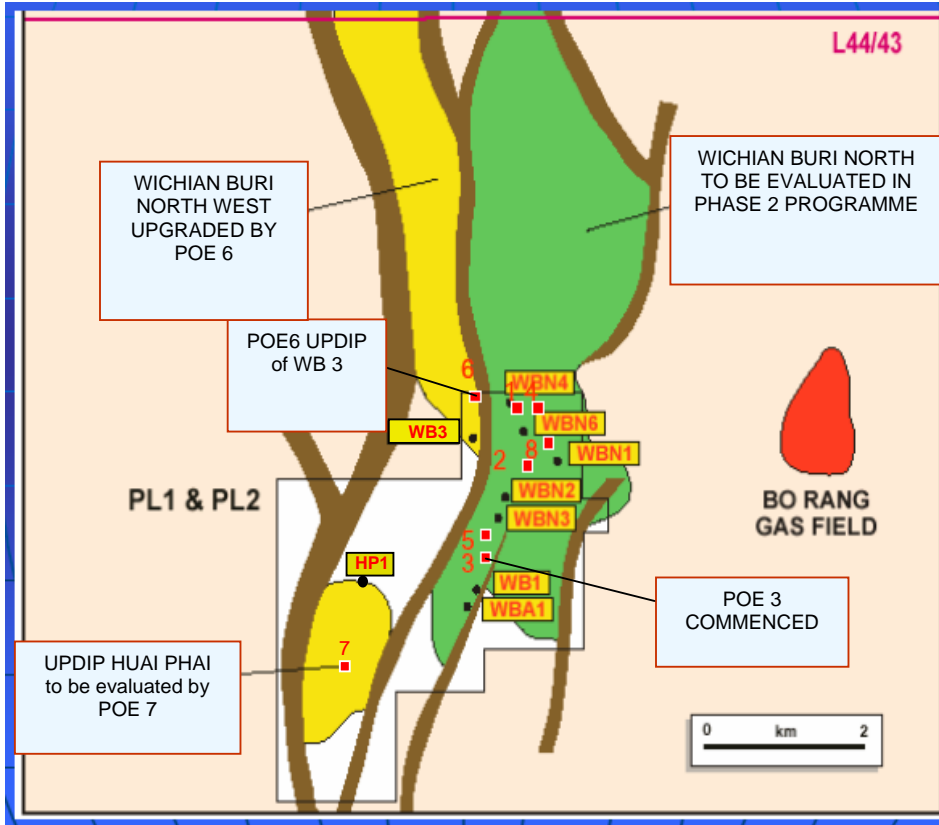 L44/43
WICHIAN BURI
NORTH WEST
UPGRADED BY
POE 6
WICHIAN BURI NORTH
TO BE EVALUATED IN
PHASE 2 PROGRAMME
POE6 UPDIP
of WB 3
6
WBN4
1
4
WB3
WBN6
8
WBN1
2
WBN2
WBN3
PL1 & PL2
BO RANG
GAS FIELD
5
3
HP1
WB1
WBA1
POE 3
COMMENCED
7
UPDIP HUAI PHAI
to be evaluated by
POE 7
0 km 2